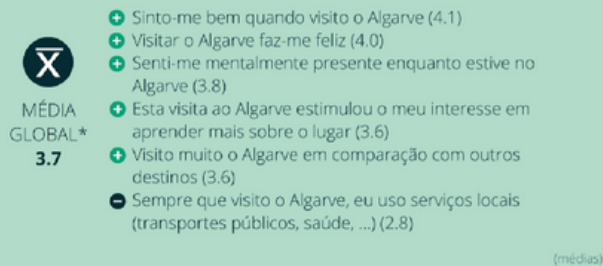 Sinto-me bem quando visito o Algarve (4.1)
Visitar o Algarve faz-me feliz (4.0)
Senti-me mentalmente presente enquanto estive no
Algarve (3.8)
Esta visita ao Algarve estimulou o meu interesse em
aprender mais sobre o lugar (3.6)
Visito muito o Algarve em comparação com outros
destinos (3.6)
Sempre que visito o Algarve, eu uso serviços locais
(transportes públicos, saúde, ...) (2.8)
X̅
MÉDIA
GLOBAL*
3.7
(médias)